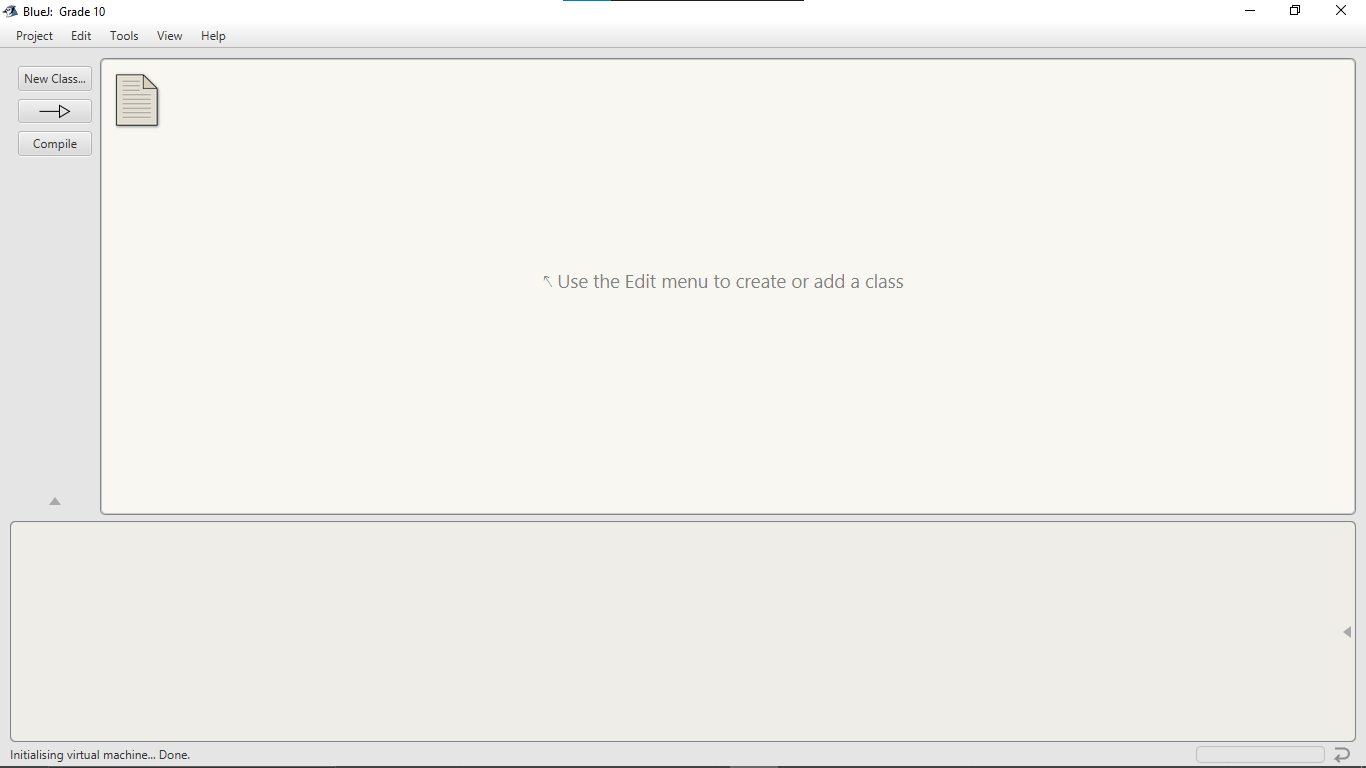 BlueJ: Grade 10
Project Edit Tools View Help
New Class...
Compile
Use the Edit menu to create or add a class
Initialising virtual machine... Done.